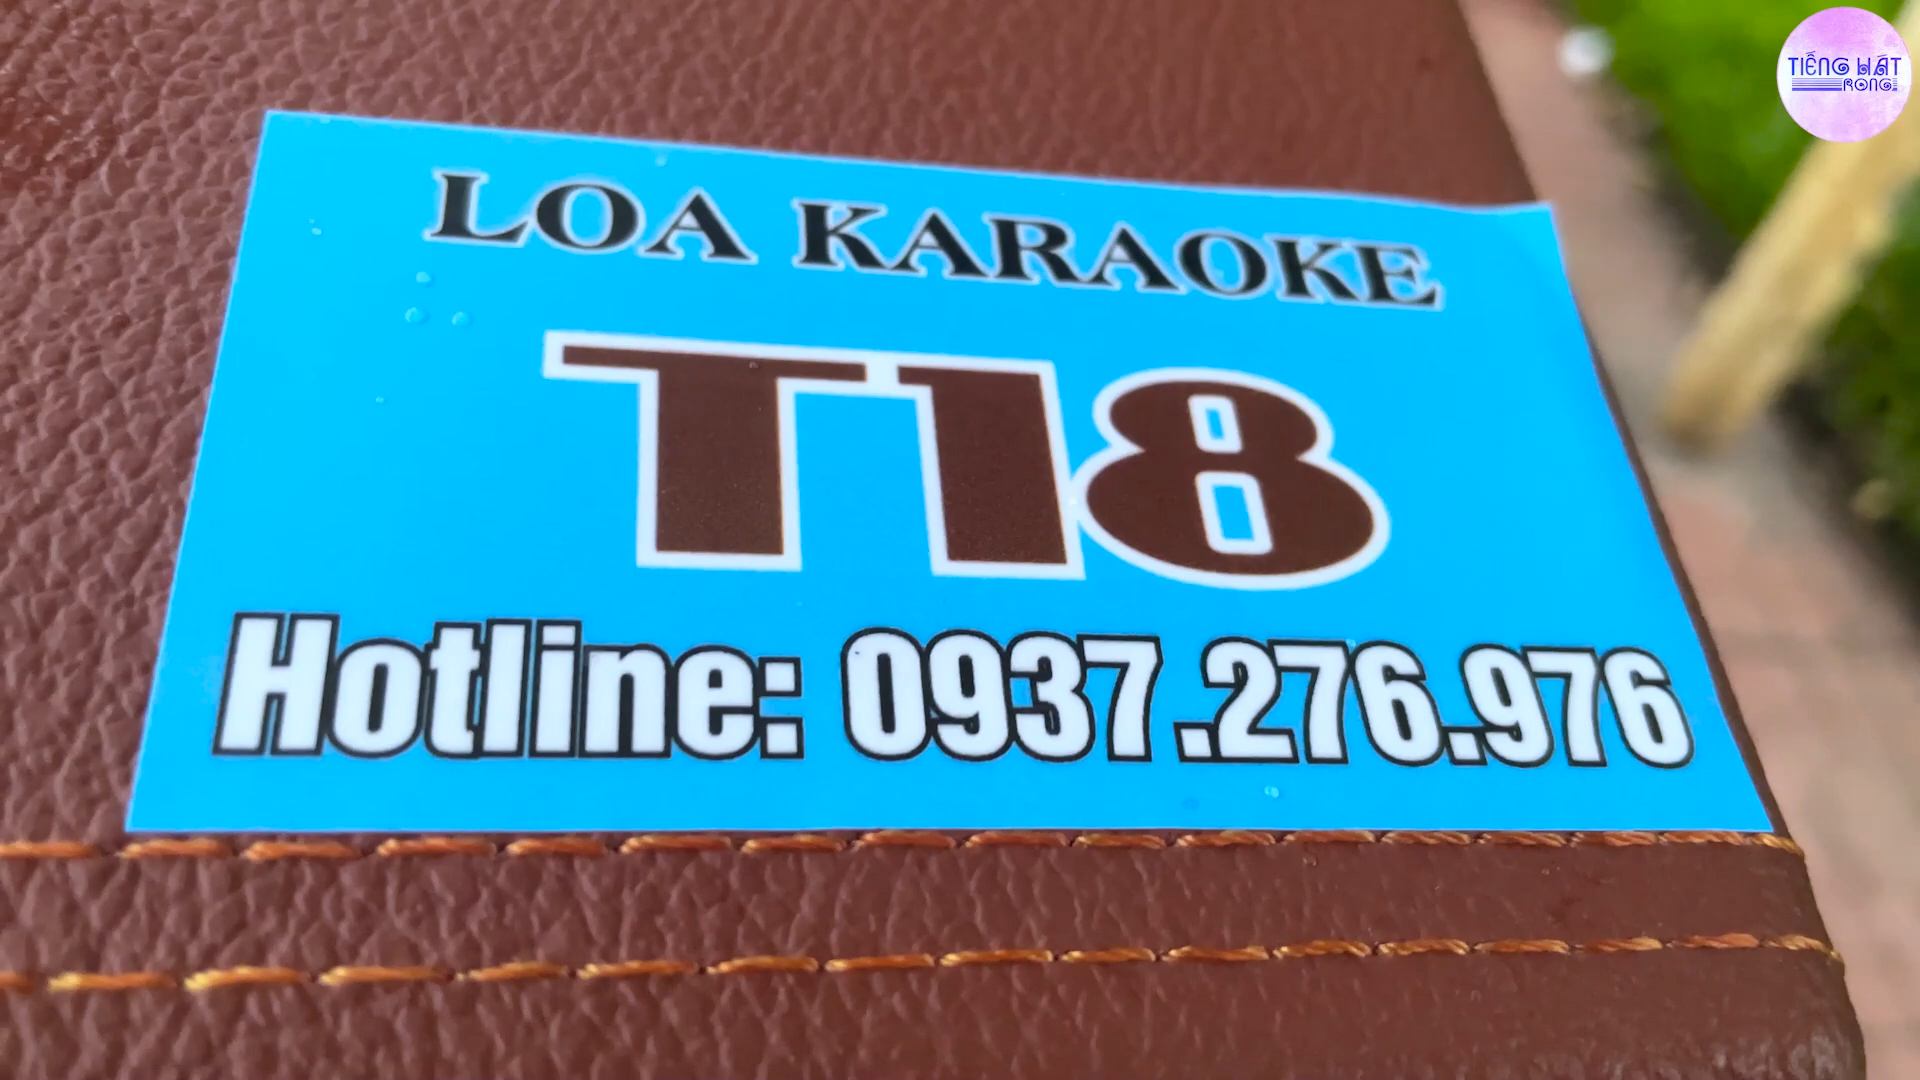 TIẾNG HÁT
RONG
LOA KARAOKE
T18
Hotline: 0937.276.976